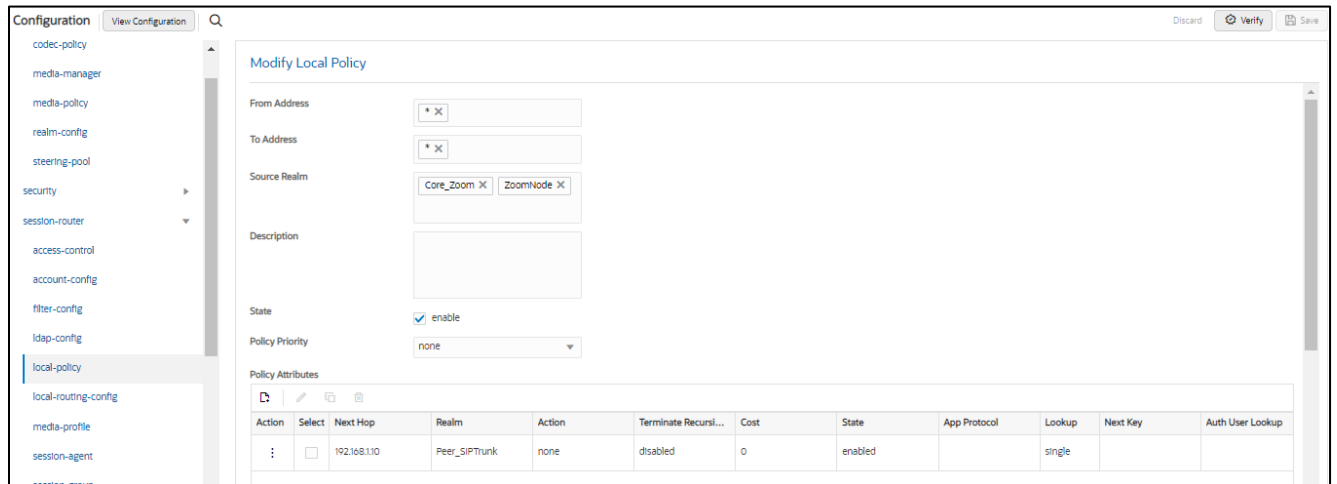 Configuration View Configuration Discard Verify Save
codec-policy
media-manager
media-policy
realm-config
steering-pool
security
session-router
access-control
account-config
filter-config
ldap-config
local-policy
local-routing-config
media-profile
session-agent
session-group
Modify Local Policy
From Address
*
To Address
*
Source Realm
Core_Zoom ZoomNode
Description
State
enable
Policy Priority
none
Policy Attributes
Action Select Next Hop Realm Action Terminate Recursi... Cost State App Protocol Lookup Next Key Auth User Lookup
192.168.1.10 Peer_SIPTrunk none disabled 0 enabled single